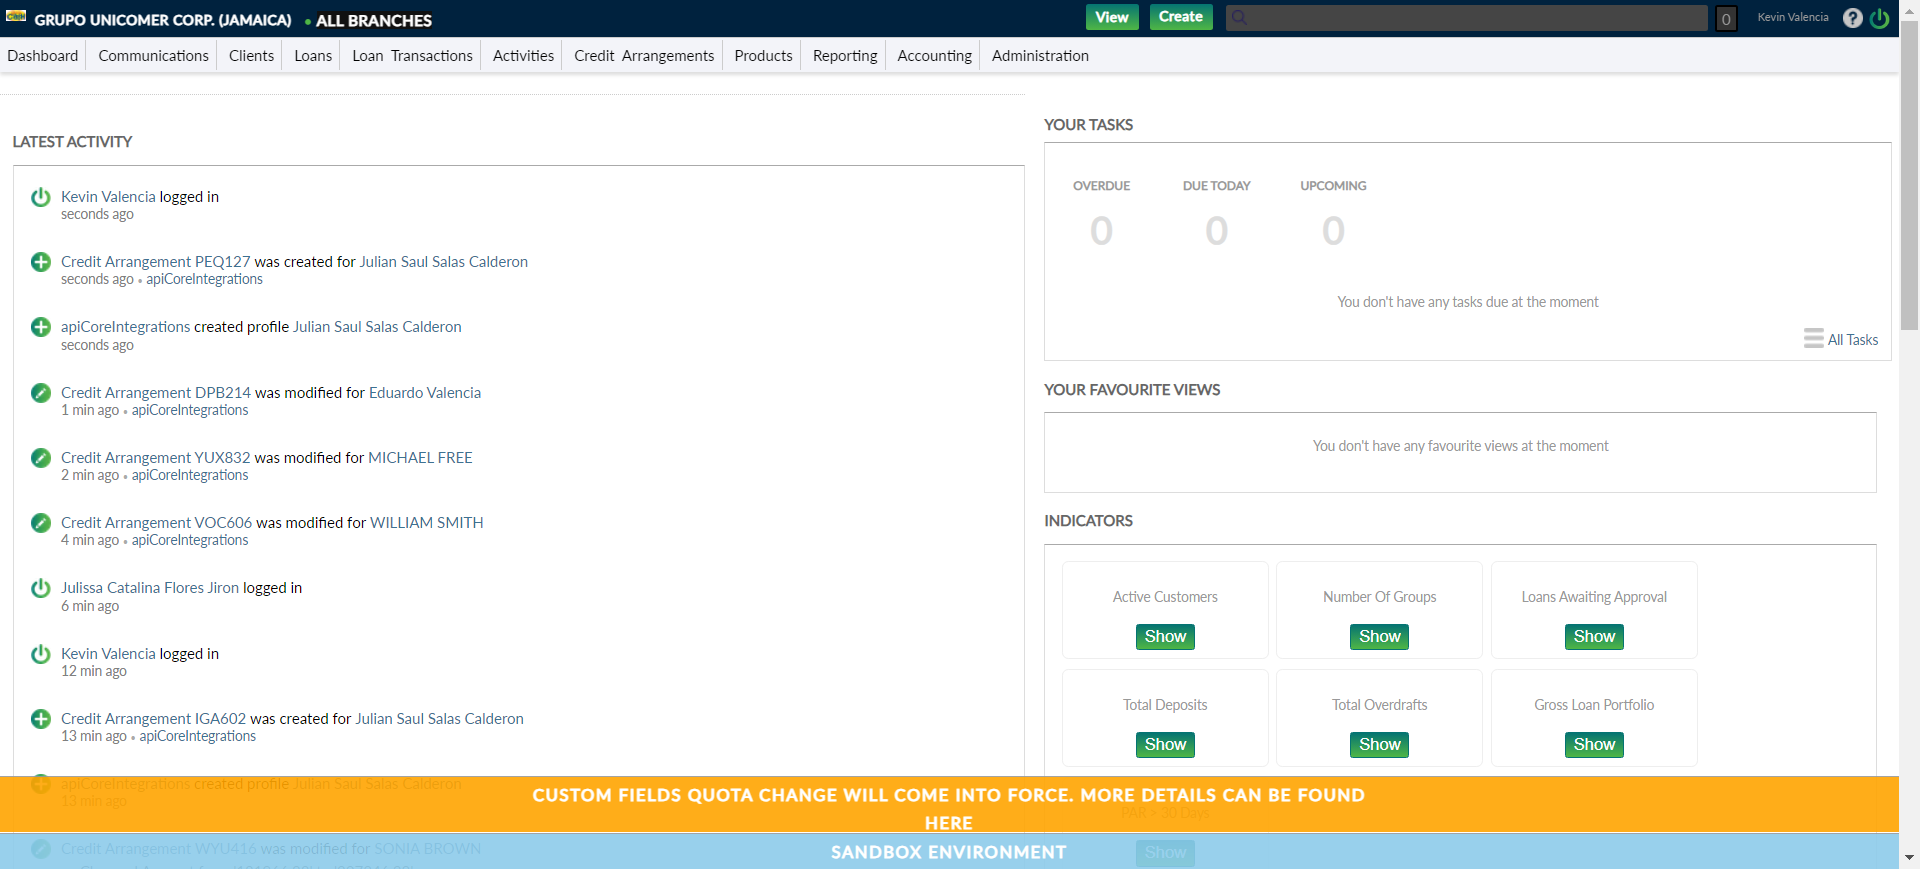 GRUPO UNICOMER CORP. (JAMAICA) • ALL BRANCHES View Create 0 Kevin Valencia ?
Dashboard Communications Clients Loans Loan Transactions Activities Credit Arrangements Products Reporting Accounting Administration
LATEST ACTIVITY
Kevin Valencia logged in
seconds ago
Credit Arrangement PEQ127 was created for Julian Saul Salas Calderon
seconds ago • apiCoreIntegrations
apiCoreIntegrations created profile Julian Saul Salas Calderon
seconds ago
Credit Arrangement DPB214 was modified for Eduardo Valencia
1 min ago • apiCoreIntegrations
Credit Arrangement YUX832 was modified for MICHAEL FREE
2 min ago • apiCoreIntegrations
Credit Arrangement VOC606 was modified for WILLIAM SMITH
4 min ago • apiCoreIntegrations
Julissa Catalina Flores Jiron logged in
6 min ago
Kevin Valencia logged in
12 min ago
Credit Arrangement IGA602 was created for Julian Saul Salas Calderon
13 min ago • apiCoreIntegrations
apiCoreIntegrations created profile Julian Saul Salas Calderon
13 min ago
Credit Arrangement WYU416 was modified for SONIA BROWN
YOUR TASKS
OVERDUE DUE TODAY UPCOMING
0 0 0
You don't have any tasks due at the moment
All Tasks
YOUR FAVOURITE VIEWS
You don't have any favourite views at the moment
INDICATORS
Active Customers Number Of Groups Loans Awaiting Approval
Show Show Show
Total Deposits Total Overdrafts Gross Loan Portfolio
Show Show Show
PAR > 30 Days
Show
CUSTOM FIELDS QUOTA CHANGE WILL COME INTO FORCE. MORE DETAILS CAN BE FOUND
HERE
SANDBOX ENVIRONMENT